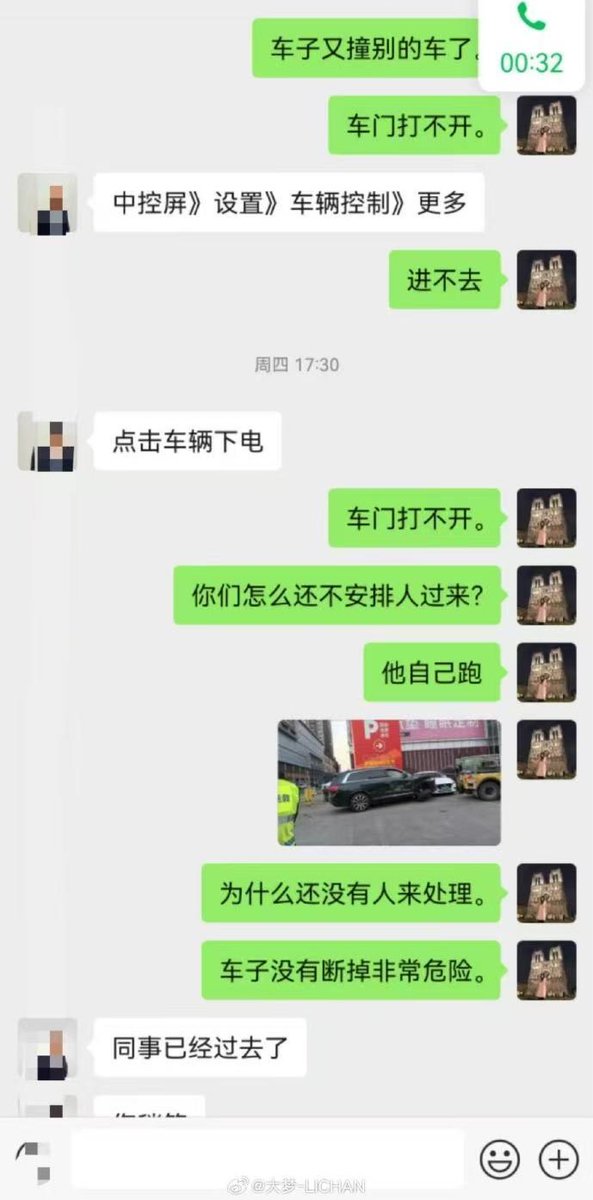 车子又撞别的车了。
00:32
车门打不开。
中控屏》设置》车辆控制》更多
进不去
周四 17:30
点击车辆下电
车门打不开。
你们怎么还不安排人过来?
他自己跑
P
为什么还没有人来处理。
车子没有断掉非常危险。
同事已经过去了
@大梦-LICHAN